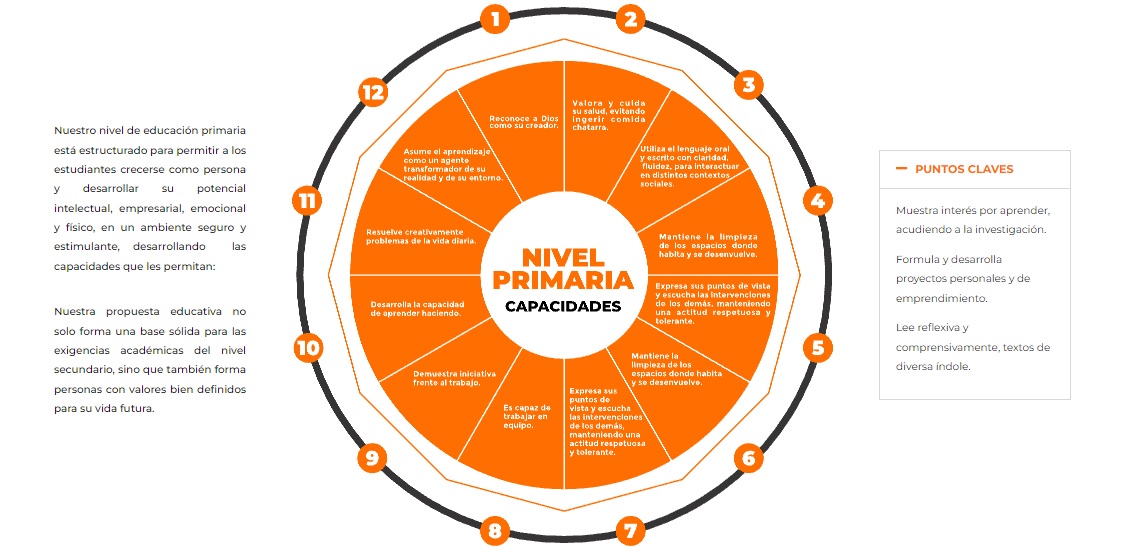 Nuestro nivel de educación primaria
está estructurado para permitir a los
estudiantes crecerse como persona
y desarrollar su potencial
intelectual, empresarial, emocional
y físico, en un ambiente seguro y
estimulante, desarrollando las
capacidades que les permitan:
Nuestra propuesta educativa no
solo forma una base sólida para las
exigencias académicas del nivel
secundario, sino que también forma
personas con valores bien definidos
para su vida futura.
NIVEL
PRIMARIA
CAPACIDADES
1
Reconoce a Dios
como su creador.
2
Valora y cuida
su salud, evitando
ingerir comida
chatarra.
3
Utiliza el lenguaje oral
y escrito con claridad,
fluidez, para interactuar
en distintos contextos
sociales.
4
Mantiene la limpieza
de los espacios donde
habita y se desenvuelve.
5
Expresa sus puntos de vista
y escucha las intervenciones
de los demás, manteniendo
una actitud respetuosa y
tolerante.
6
Mantiene la
limpieza de los
espacios donde habita
y se desenvuelve.
7
Expresa sus
puntos de
vista y escucha
las intervenciones
de los demás,
manteniendo una
actitud respetuosa
y tolerante.
8
Es capaz de
trabajar en
equipo.
9
Demuestra iniciativa
frente al trabajo.
10
Desarrolla la capacidad
de aprender haciendo.
11
Resuelve creativamente
problemas de la vida diaria.
12
Asume el aprendizaje
como un agente
transformador de su
realidad y de su entorno.
PUNTOS CLAVES
Muestra interés por aprender,
acudiendo a la investigación.
Formula y desarrolla
proyectos personales y de
emprendimiento.
Lee reflexiva y
comprensivamente, textos de
diversa índole.